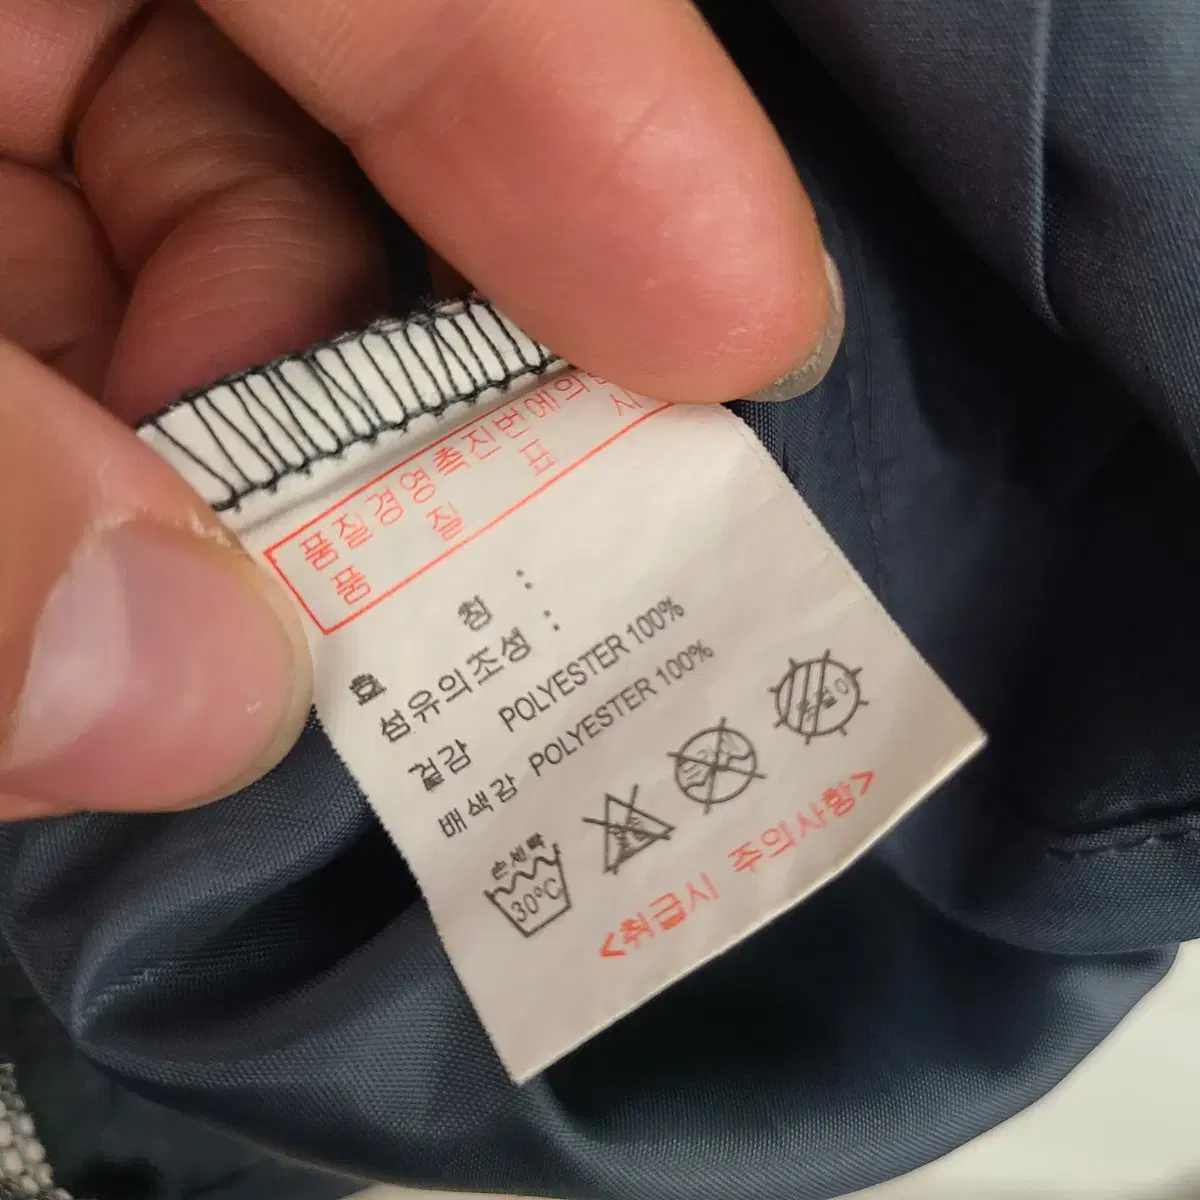 품질경영촉진번에의한
품 질 표 시
호 칭 :
섬유의조성 :
겉감 POLYESTER 100%
배색감 POLYESTER 100%
손세탁
30°C
<취급시 주의사항>